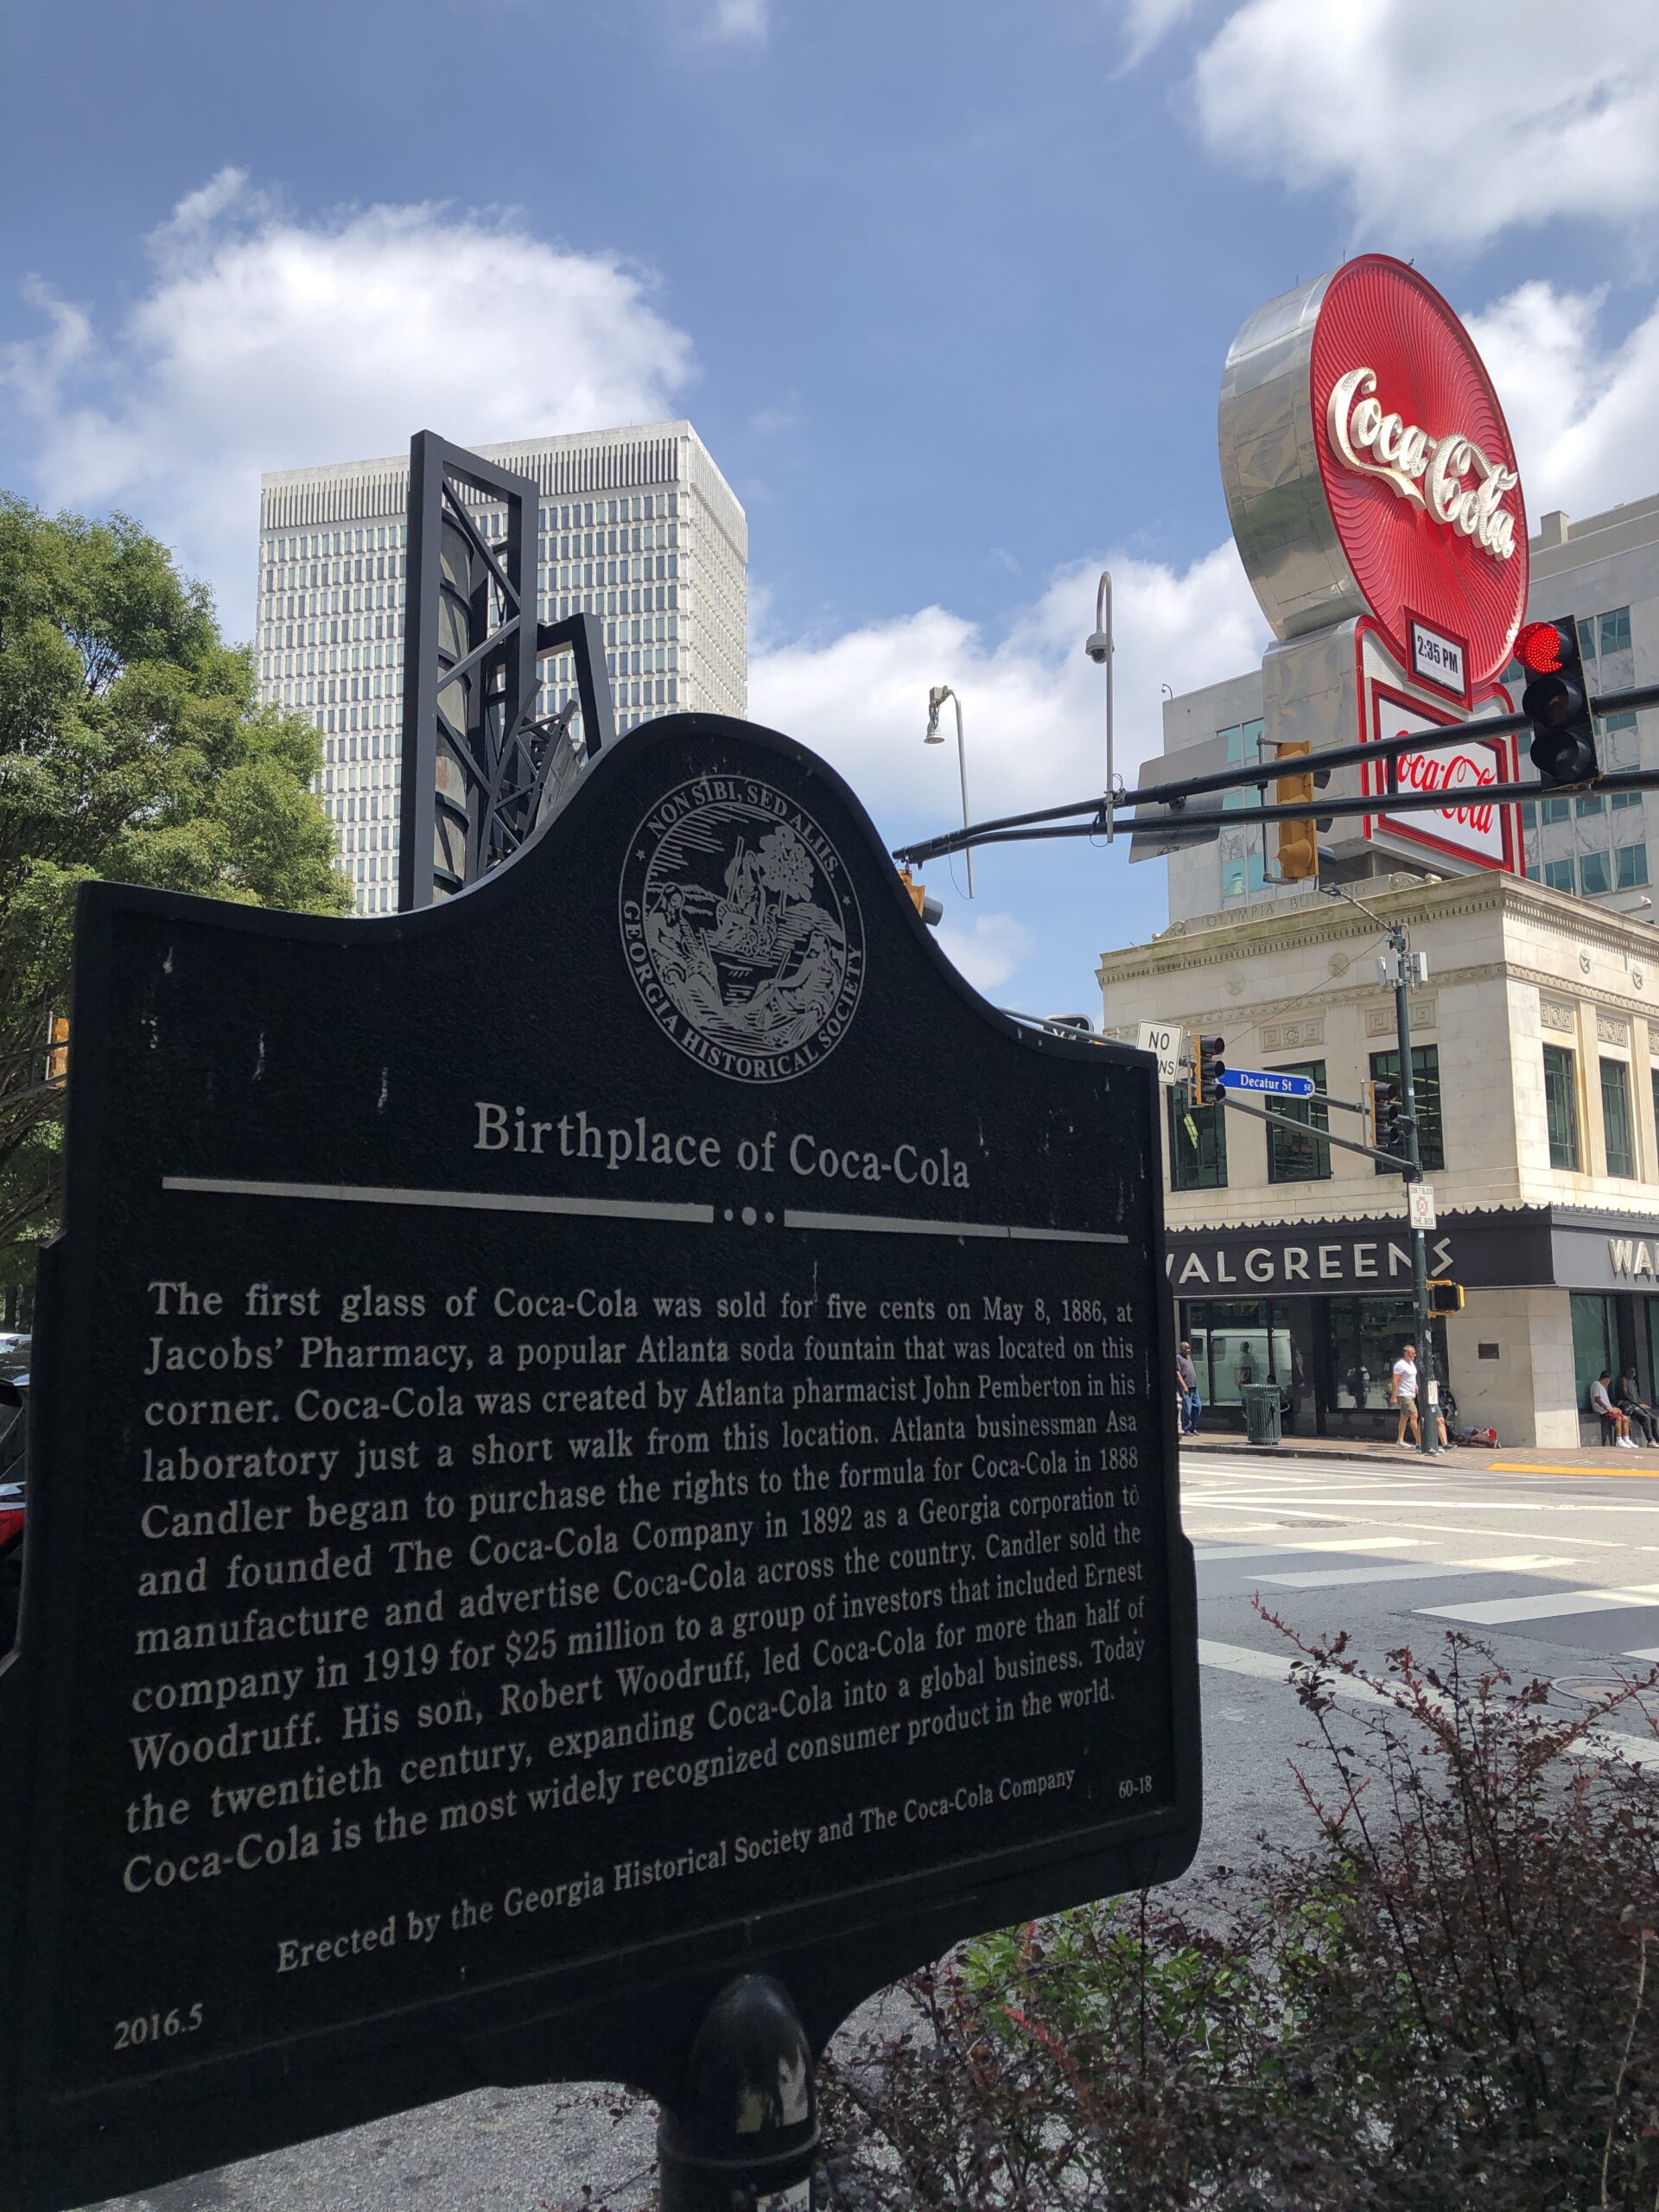 Coca-Cola
2:35 PM
Coca-Cola
NON SIBI, SED ALIIS.
GEORGIA HISTORICAL SOCIETY
OLYMPIA BUILDING
NO
Decatur St SE
DON'T BLOCK
THE BOX
WALGREENS
WA
Birthplace of Coca-Cola
The first glass of Coca-Cola was sold for five cents on May 8, 1886, at
Jacobs' Pharmacy, a popular Atlanta soda fountain that was located on this
corner. Coca-Cola was created by Atlanta pharmacist John Pemberton in his
laboratory just a short walk from this location. Atlanta businessman Asa
Candler began to purchase the rights to the formula for Coca-Cola in 1888
and founded The Coca-Cola Company in 1892 as a Georgia corporation to
manufacture and advertise Coca-Cola across the country. Candler sold the
company in 1919 for $25 million to a group of investors that included Ernest
Woodruff. His son, Robert Woodruff, led Coca-Cola for more than half of
the twentieth century, expanding Coca-Cola into a global business. Today
Coca-Cola is the most widely recognized consumer product in the world.
Erected by the Georgia Historical Society and The Coca-Cola Company
60-18
2016.5